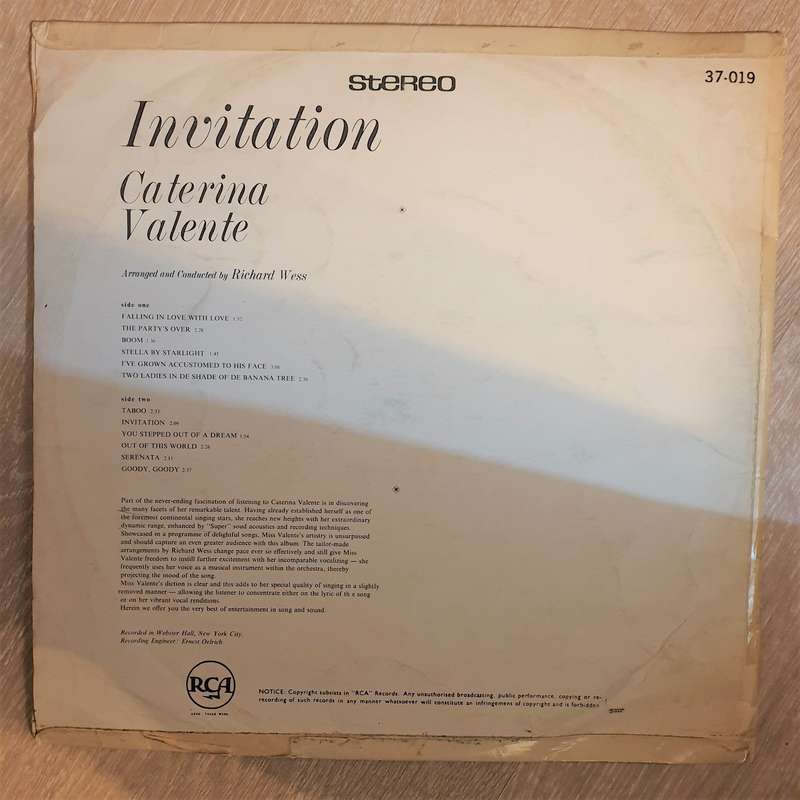 stereo
37-019
Invitation
Caterina
Valente
Arranged and Conducted by Richard Wess
side one
FALLING IN LOVE WITH LOVE 1:52
THE PARTY'S OVER 2:26
BOOM
STELLA BY STARLIGHT 1:45
I'VE GROWN ACCUSTOMED TO HIS FACE
TWO LADIES IN DE SHADE OF DE BANANA TREE
side two
TABOO 2:33
INVITATION
YOU STEPPED OUT OF A DREAM
OUT OF THIS WORLD
SERENATA 2:31
GOODY, GOODY 2:37
Part of the never-ending fascination of listening to Caterina Valente is in discovering
the many facets of her remarkable talent. Having already established herself as one of
the foremost continental singing stars, she reaches new heights with her extraordinary
dynamic range, enhanced by "Super" soud acoustics and recording techniques.
Showcased in a programme of delightful songs, Miss Valente's artistry is unsurpassed
and should capture an even greater audience with this album. The tailor-made
arrangements by Richard Wess change pace ever so effectively and still give Miss
Valente freedom to instill further excitement with her incomparable vocalizing — she
frequently uses her voice as a musical instrument within the orchestra, thereby
projecting the mood of the song.
Miss Valente's diction is clear and this adds to her special quality of singing in a slightly
removed manner — allowing the listener to concentrate either on the lyric of the song
or on her vibrant vocal renditions.
Herein we offer you the very best of entertainment in song and sound.
Recorded in Webster Hall, New York City.
Recording Engineer: Ernest Oelrich
RCA
NOTICE: Copyright subsists in "RCA" Records. Any unauthorised broadcasting, public performance, copying or re-
recording of such records in any manner whatsoever will constitute an infringement of copyright and is forbidden